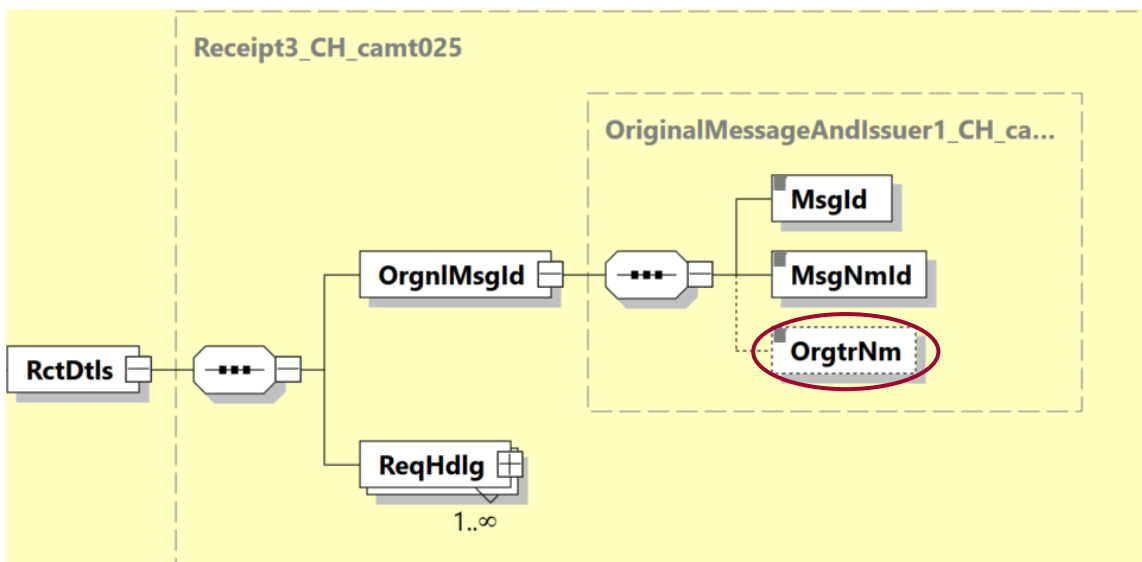 Receipt3_CH_camt025
OriginalMessageAndIssuer1_CH_ca...
MsgId
MsgNmId
OrgnlMsgId
OrgtrNm
RctDtls
ReqHdlg
1..∞